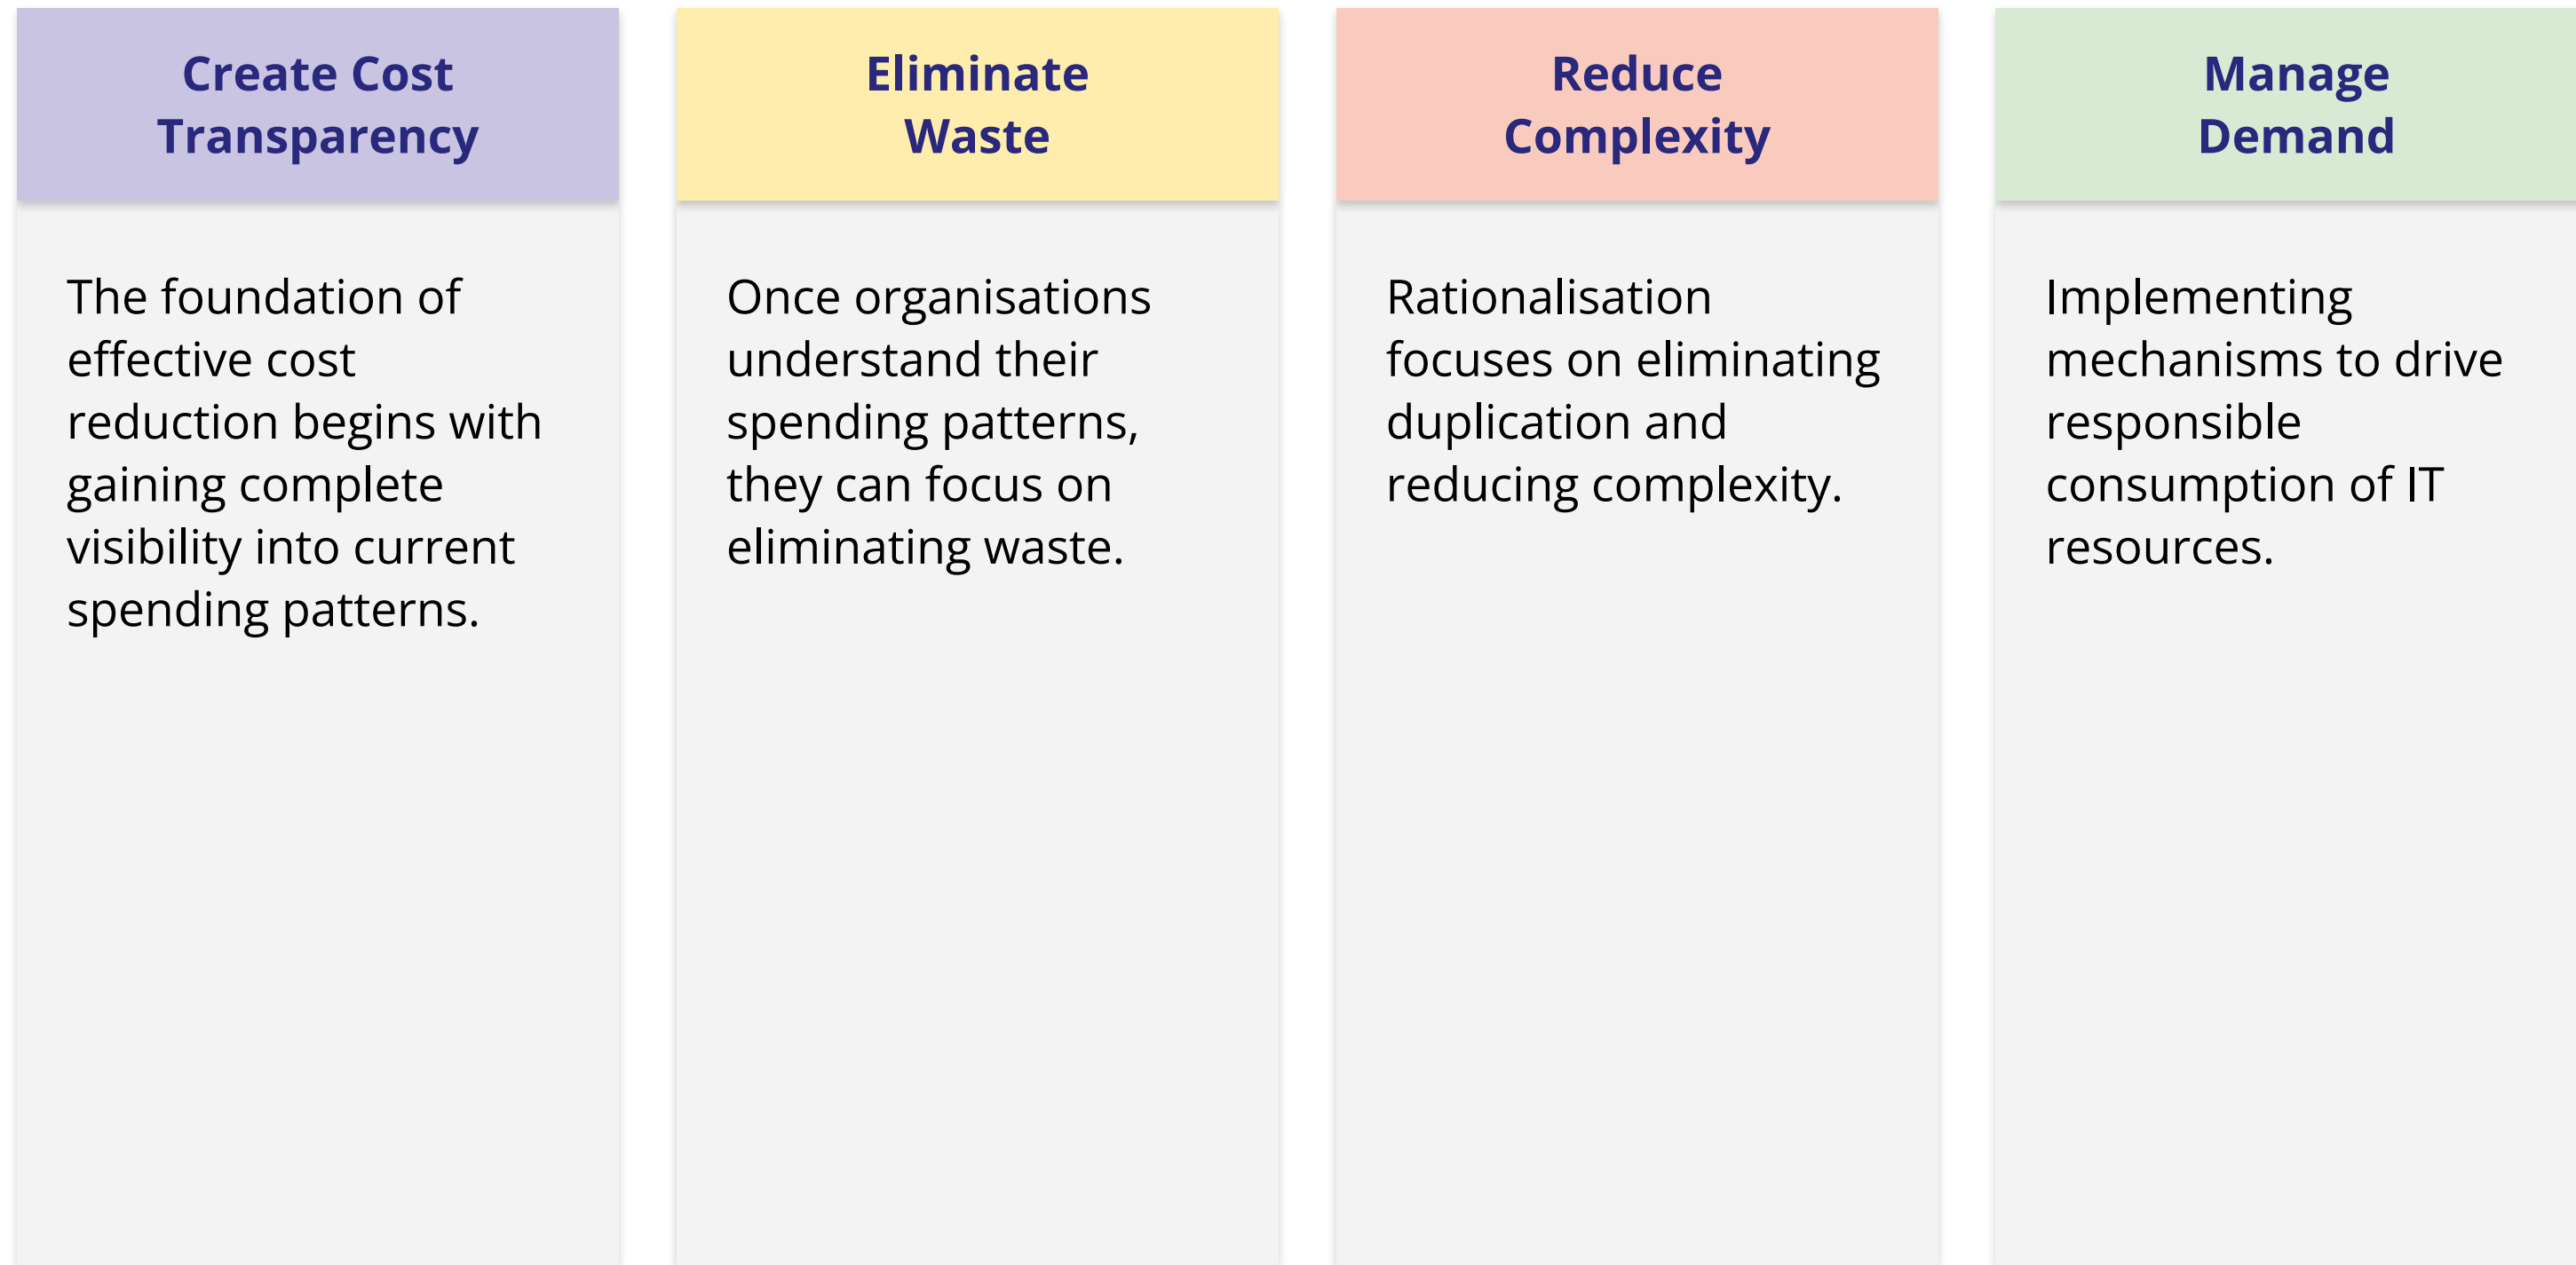 Create Cost
Transparency
The foundation of
effective cost
reduction begins with
gaining complete
visibility into current
spending patterns.
Eliminate
Waste
Once organisations
understand their
spending patterns,
they can focus on
eliminating waste.
Reduce
Complexity
Rationalisation
focuses on eliminating
duplication and
reducing complexity.
Manage
Demand
Implementing
mechanisms to drive
responsible
consumption of IT
resources.